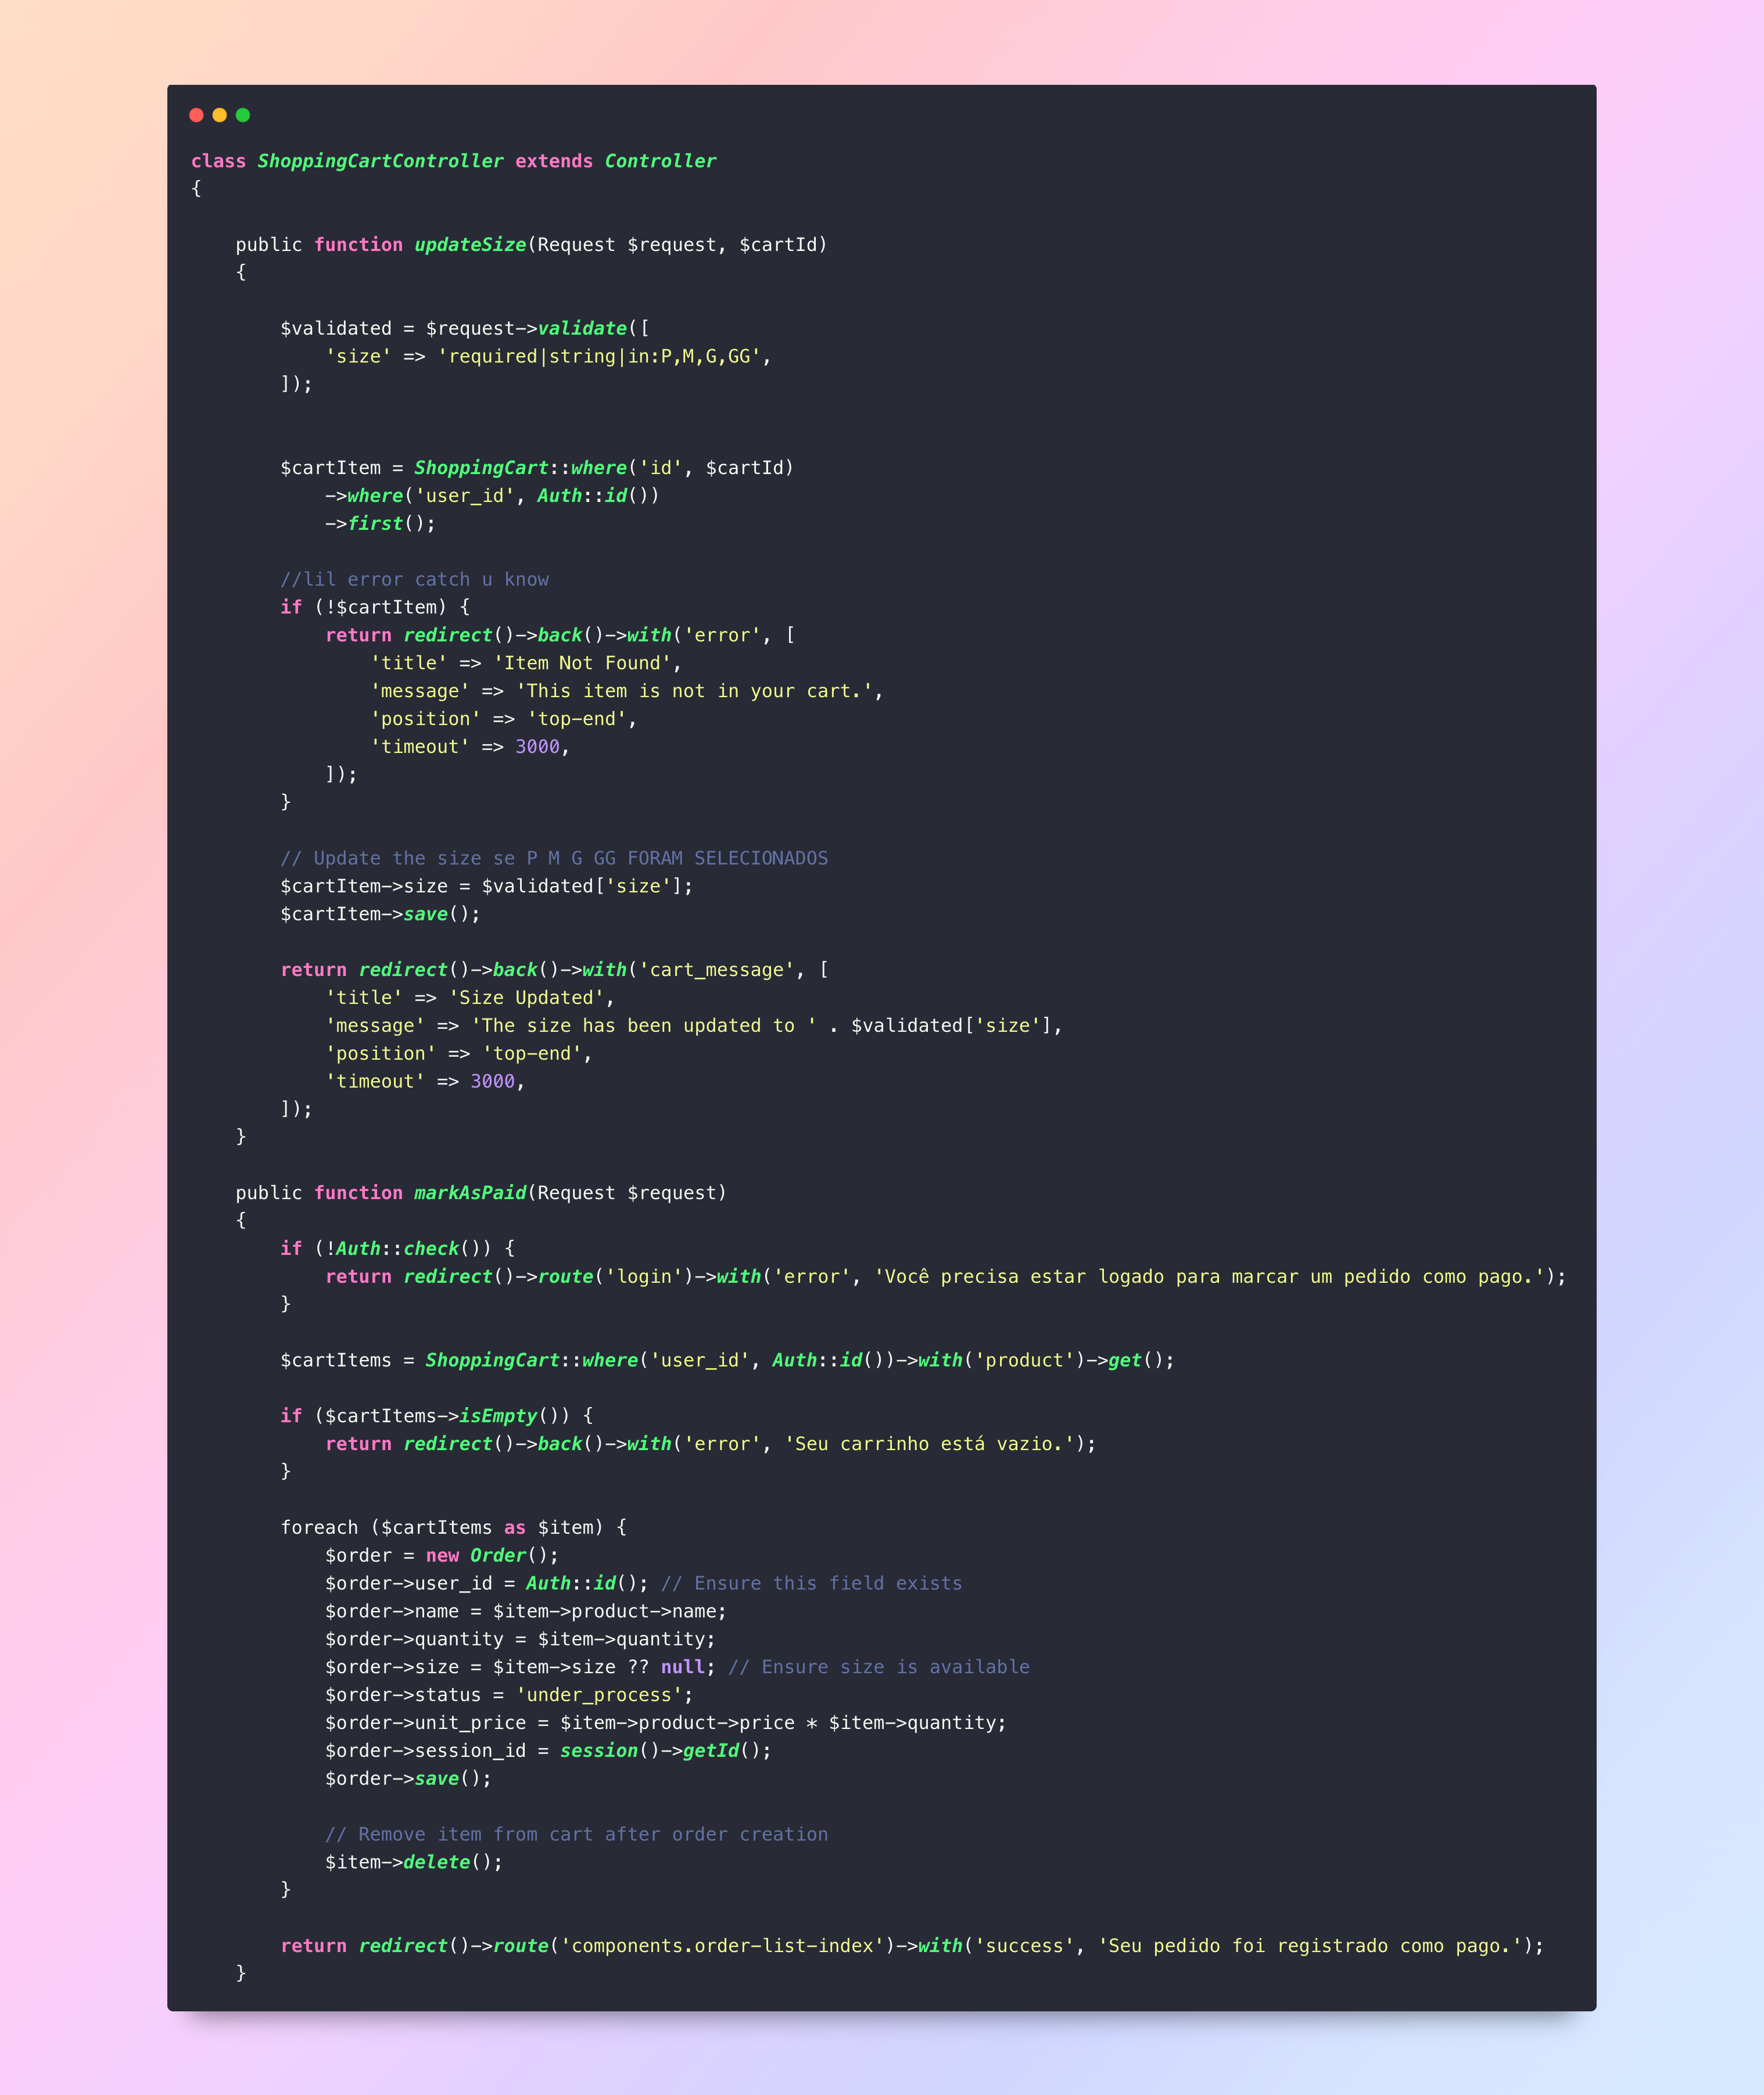 class ShoppingCartController extends Controller
{
    public function updateSize(Request $request, $cartId)
    {
        $validated = $request->validate([
            'size' => 'required|string|in:P,M,G,GG',
        ]);
        $cartItem = ShoppingCart::where('id', $cartId)
            ->where('user_id', Auth::id())
            ->first();
        //lil error catch u know
        if (!$cartItem) {
            return redirect()->back()->with('error', [
                'title' => 'Item Not Found',
                'message' => 'This item is not in your cart.',
                'position' => 'top-end',
                'timeout' => 3000,
            ]);
        }
        // Update the size se P M G GG FORAM SELECIONADOS
        $cartItem->size = $validated['size'];
        $cartItem->save();
        return redirect()->back()->with('cart_message', [
            'title' => 'Size Updated',
            'message' => 'The size has been updated to ' . $validated['size'],
            'position' => 'top-end',
            'timeout' => 3000,
        ]);
    }
    public function markAsPaid(Request $request)
    {
        if (!Auth::check()) {
            return redirect()->route('login')->with('error', 'Você precisa estar logado para marcar um pedido como pago.');
        }
        $cartItems = ShoppingCart::where('user_id', Auth::id())->with('product')->get();
        if ($cartItems->isEmpty()) {
            return redirect()->back()->with('error', 'Seu carrinho está vazio.');
        }
        foreach ($cartItems as $item) {
            $order = new Order();
            $order->user_id = Auth::id(); // Ensure this field exists
            $order->name = $item->product->name;
            $order->quantity = $item->quantity;
            $order->size = $item->size ?? null; // Ensure size is available
            $order->status = 'under_process';
            $order->unit_price = $item->product->price * $item->quantity;
            $order->session_id = session()->getId();
            $order->save();
            // Remove item from cart after order creation
            $item->delete();
        }
        return redirect()->route('components.order-list-index')->with('success', 'Seu pedido foi registrado como pago.');
    }